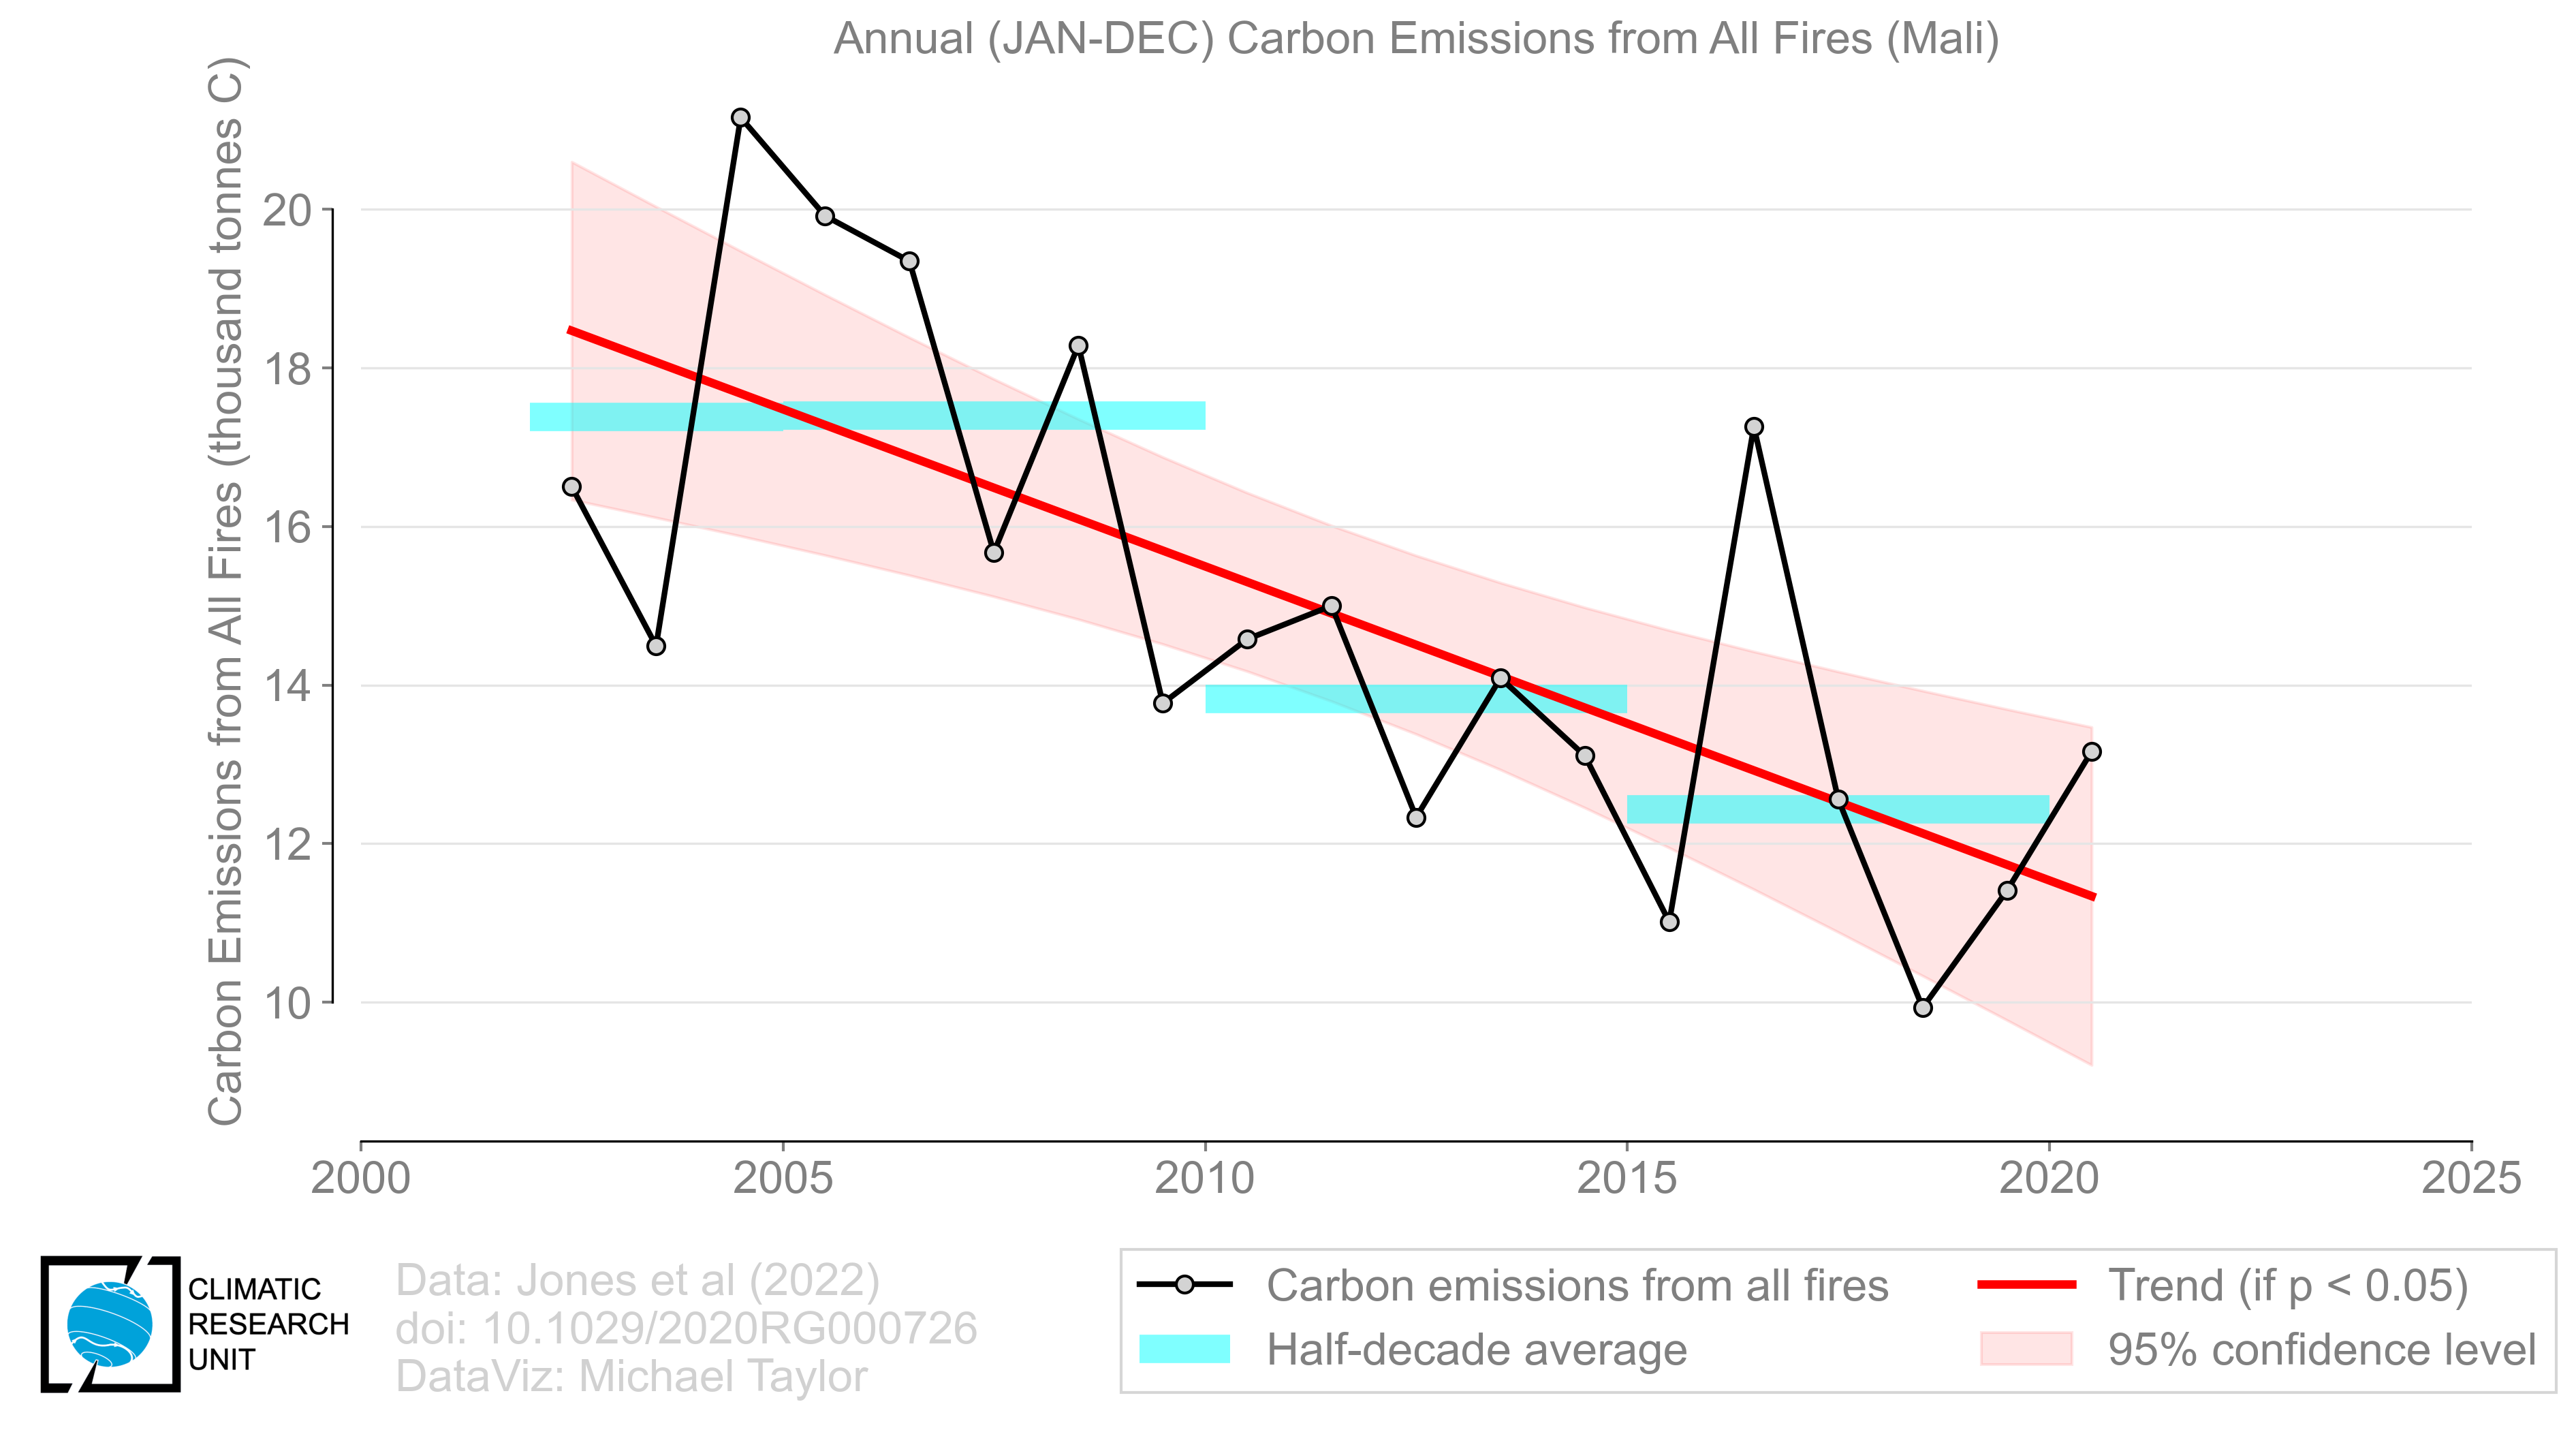 Annual (JAN-DEC) Carbon Emissions from All Fires (Mali)
Carbon Emissions from All Fires (thousand tonnes C)
20
18
16
14
12
10
2000 2005 2010 2015 2020 2025
CLIMATIC
RESEARCH
UNIT
Data: Jones et al (2022)
doi: 10.1029/2020RG000726
DataViz: Michael Taylor
Carbon emissions from all fires
Half-decade average
Trend (if p < 0.05)
95% confidence level